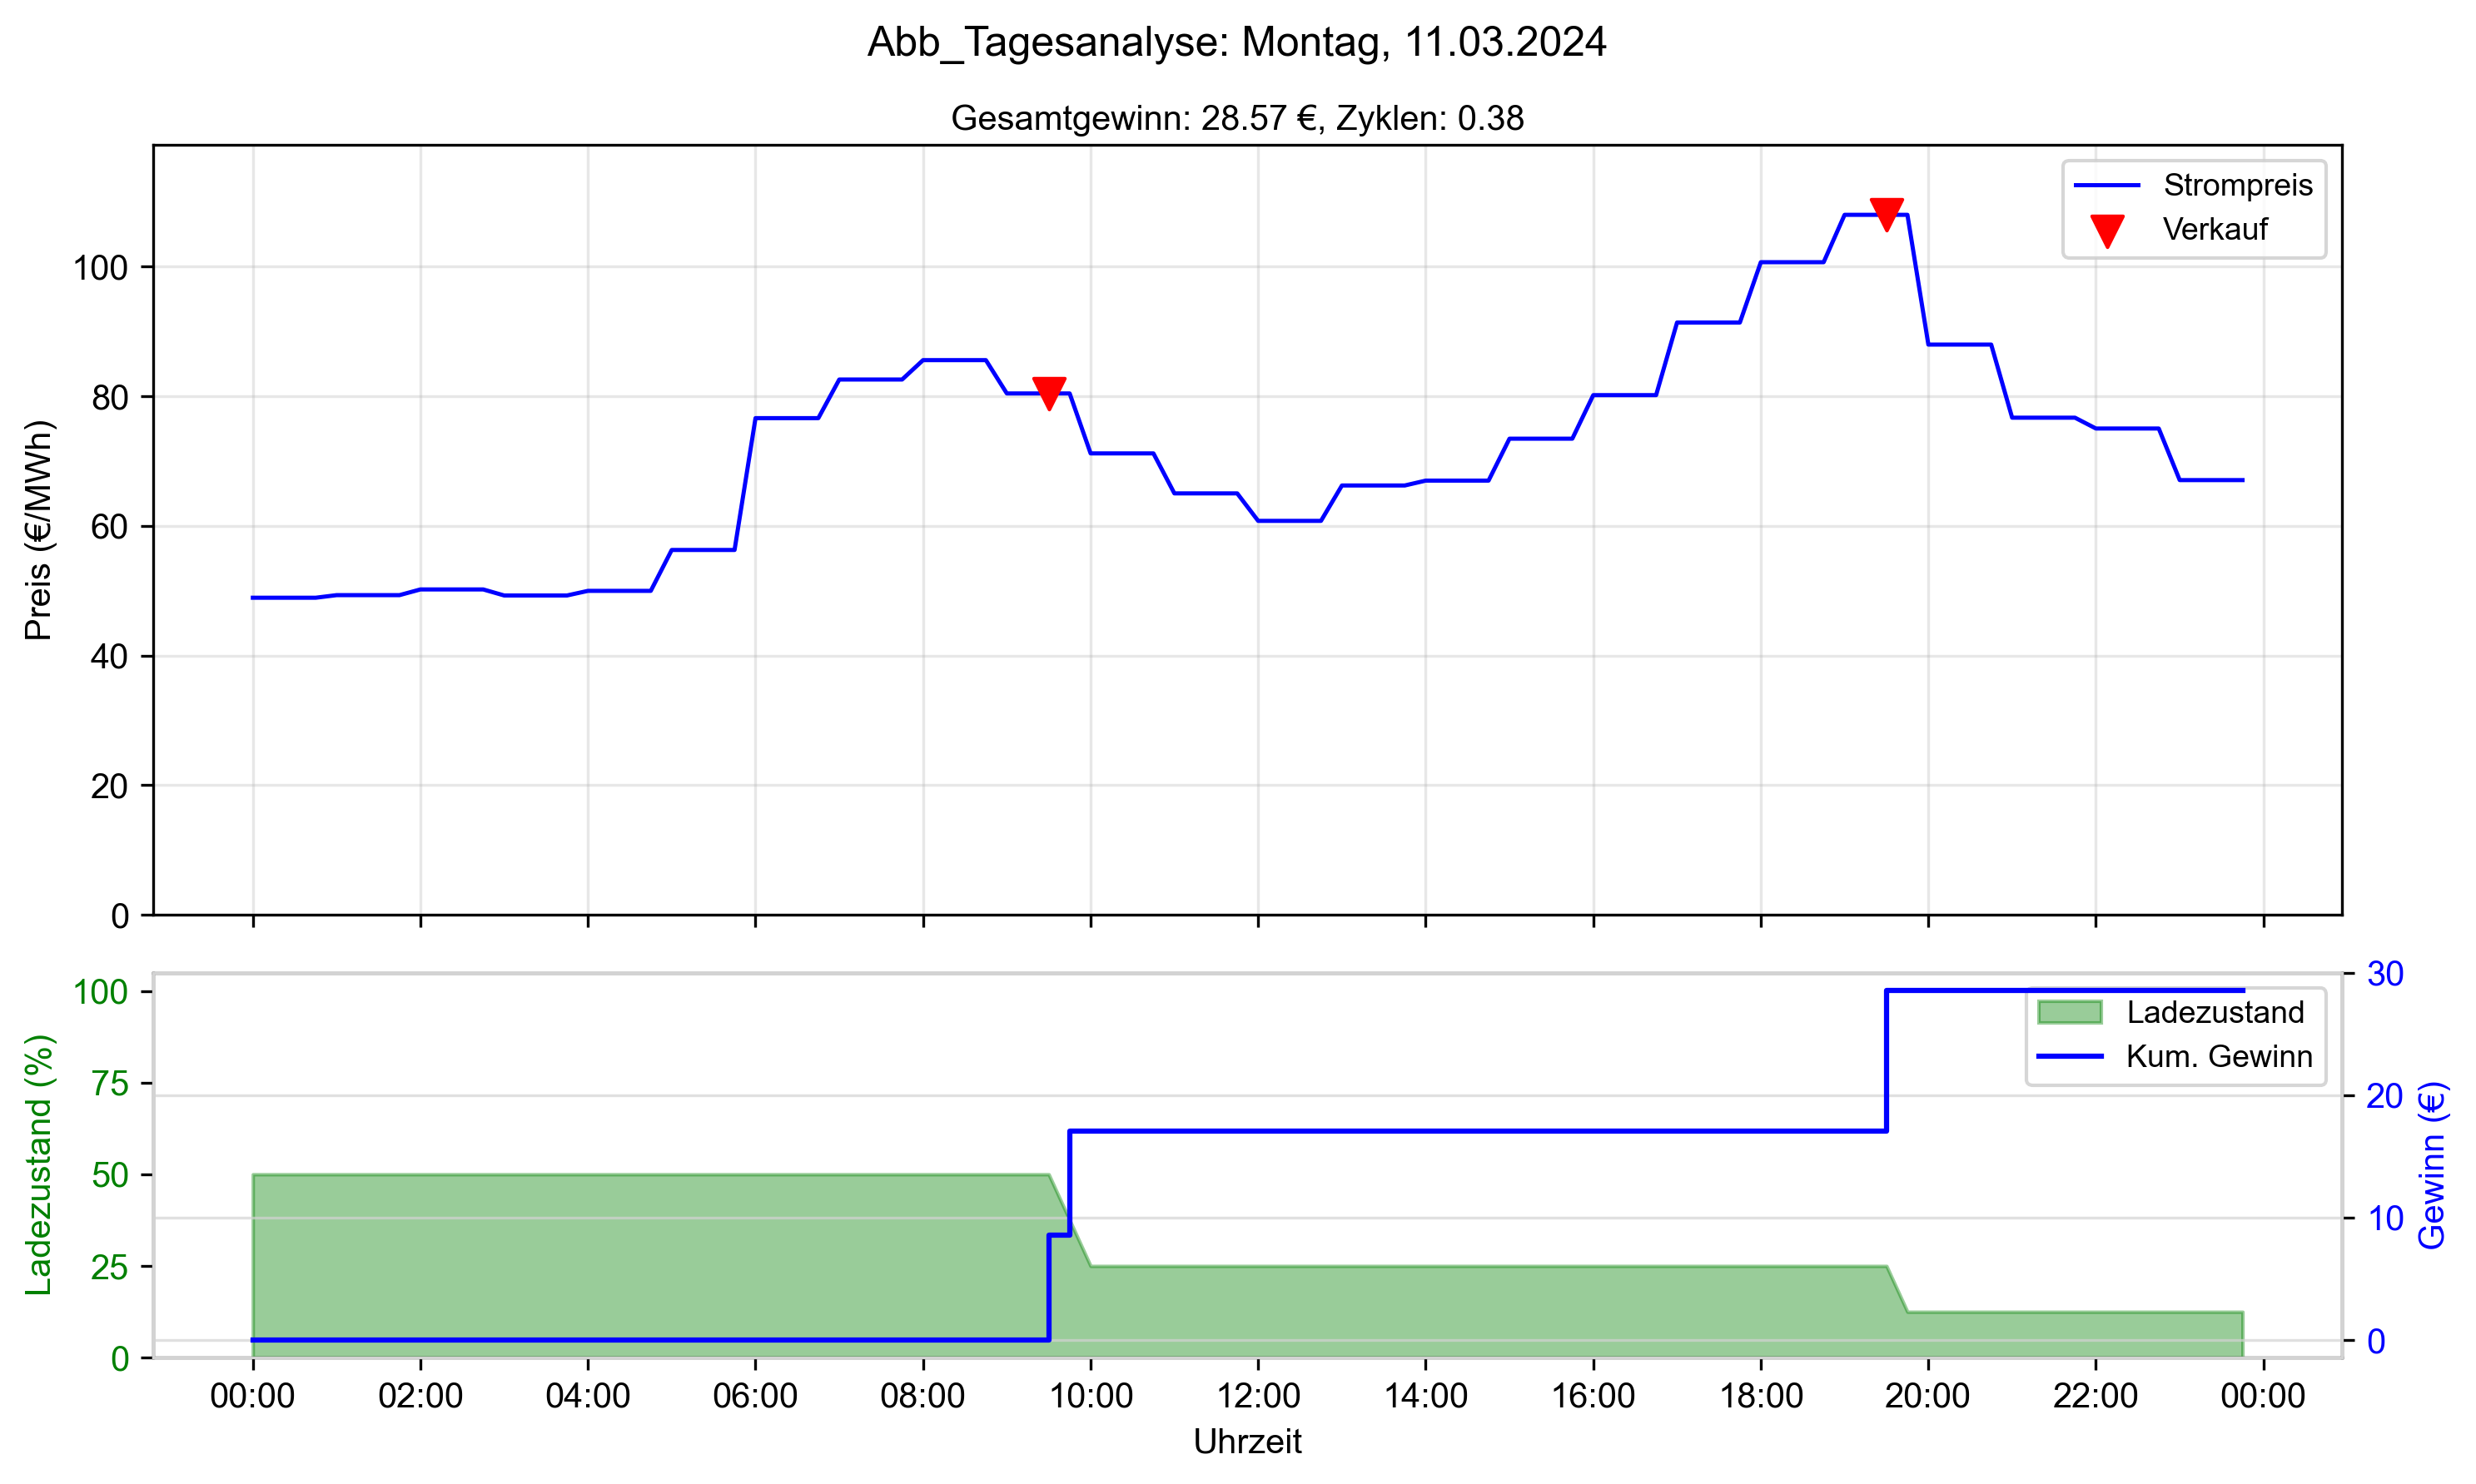 Abb_Tagesanalyse: Montag, 11.03.2024
Gesamtgewinn: 28.57 €, Zyklen: 0.38
Preis (€/MWh)
100
80
60
40
20
0
Strompreis
Verkauf
Ladezustand (%)
100
75
50
25
0
Ladezustand
Kum. Gewinn
30
20
10
0
Gewinn (€)
00:00 02:00 04:00 06:00 08:00 10:00 12:00 14:00 16:00 18:00 20:00 22:00 00:00
Uhrzeit